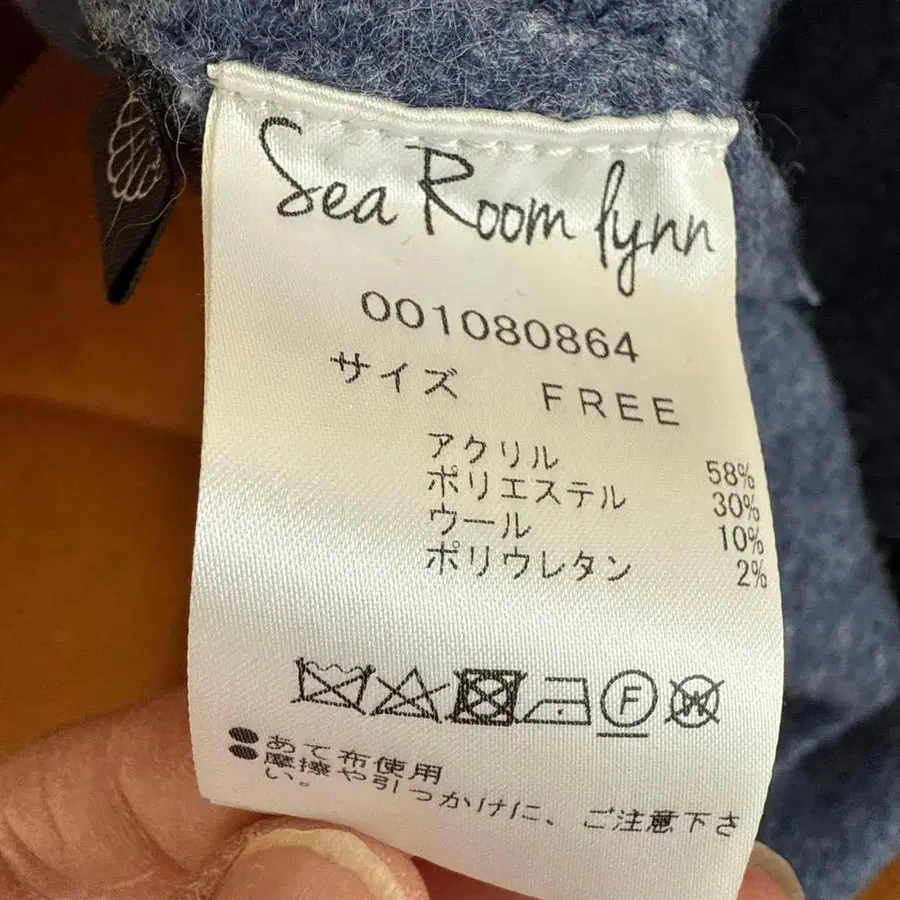 Sea Room lynn
001080864
サイズ FREE
アクリル 58%
ポリエステル 30%
ウール 10%
ポリウレタン 2%
F W
●あて布使用
●摩擦や引っかけに、ご注意下さ
い。